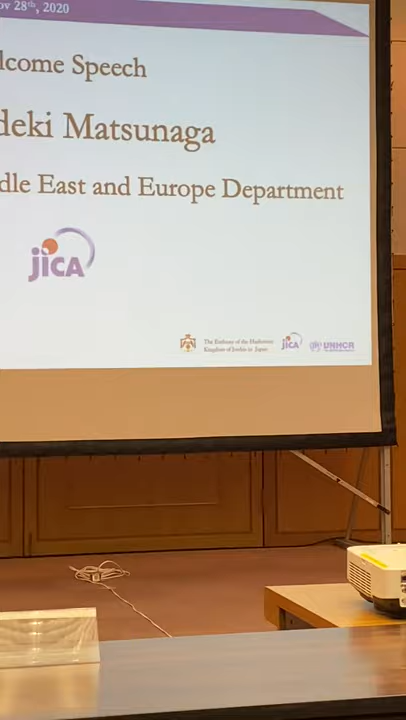 ov 28th, 2020
lcome Speech
deki Matsunaga
dle East and Europe Department
jICA
The Embassy of the Hashemite
Kingdom of Jordan in Japan
jICA
UNHCR